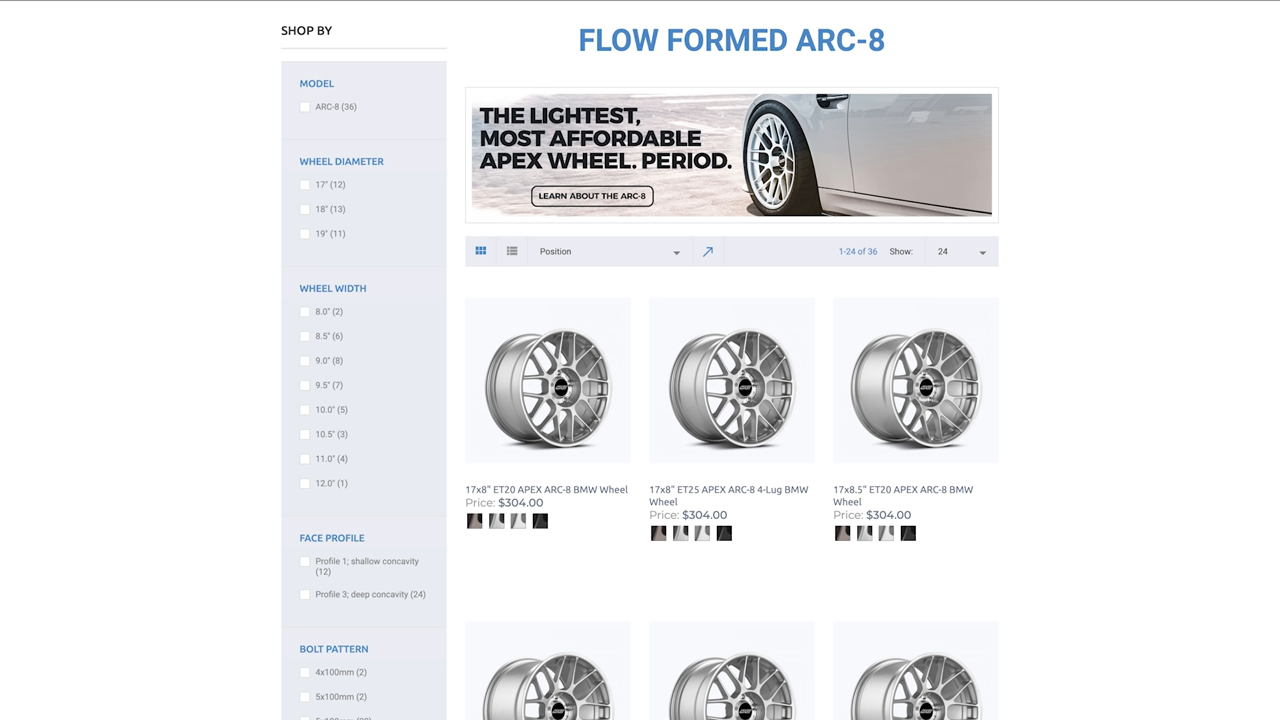 SHOP BY
MODEL
ARC-8 (36)
WHEEL DIAMETER
17" (12)
18" (13)
19" (11)
WHEEL WIDTH
8.0" (2)
8.5" (6)
9.0" (8)
9.5" (7)
10.0" (5)
10.5" (3)
11.0" (4)
12.0" (1)
FACE PROFILE
Profile 1; shallow concavity
(12)
Profile 3; deep concavity (24)
BOLT PATTERN
4x100mm (2)
5x100mm (2)
FLOW FORMED ARC-8
THE LIGHTEST,
MOST AFFORDABLE
APEX WHEEL. PERIOD.
LEARN ABOUT THE ARC-8
Position
1-24 of 36 Show: 24
17x8" ET20 APEX ARC-8 BMW Wheel
Price: $304.00
17x8" ET25 APEX ARC-8 4-Lug BMW
Wheel
Price: $304.00
17x8.5" ET20 APEX ARC-8 BMW
Wheel
Price: $304.00